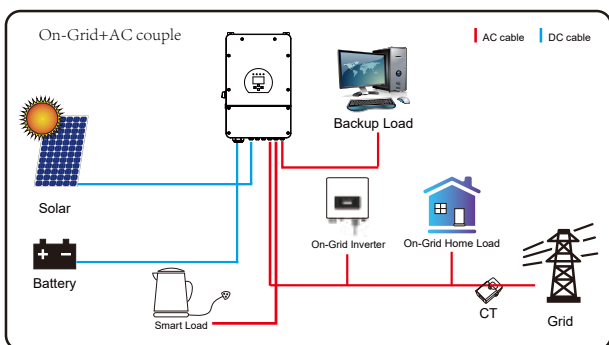 On-Grid+AC couple
AC cable
DC cable
Backup Load
Solar
On-Grid Inverter
On-Grid Home Load
Battery
Smart Load
CT
Grid